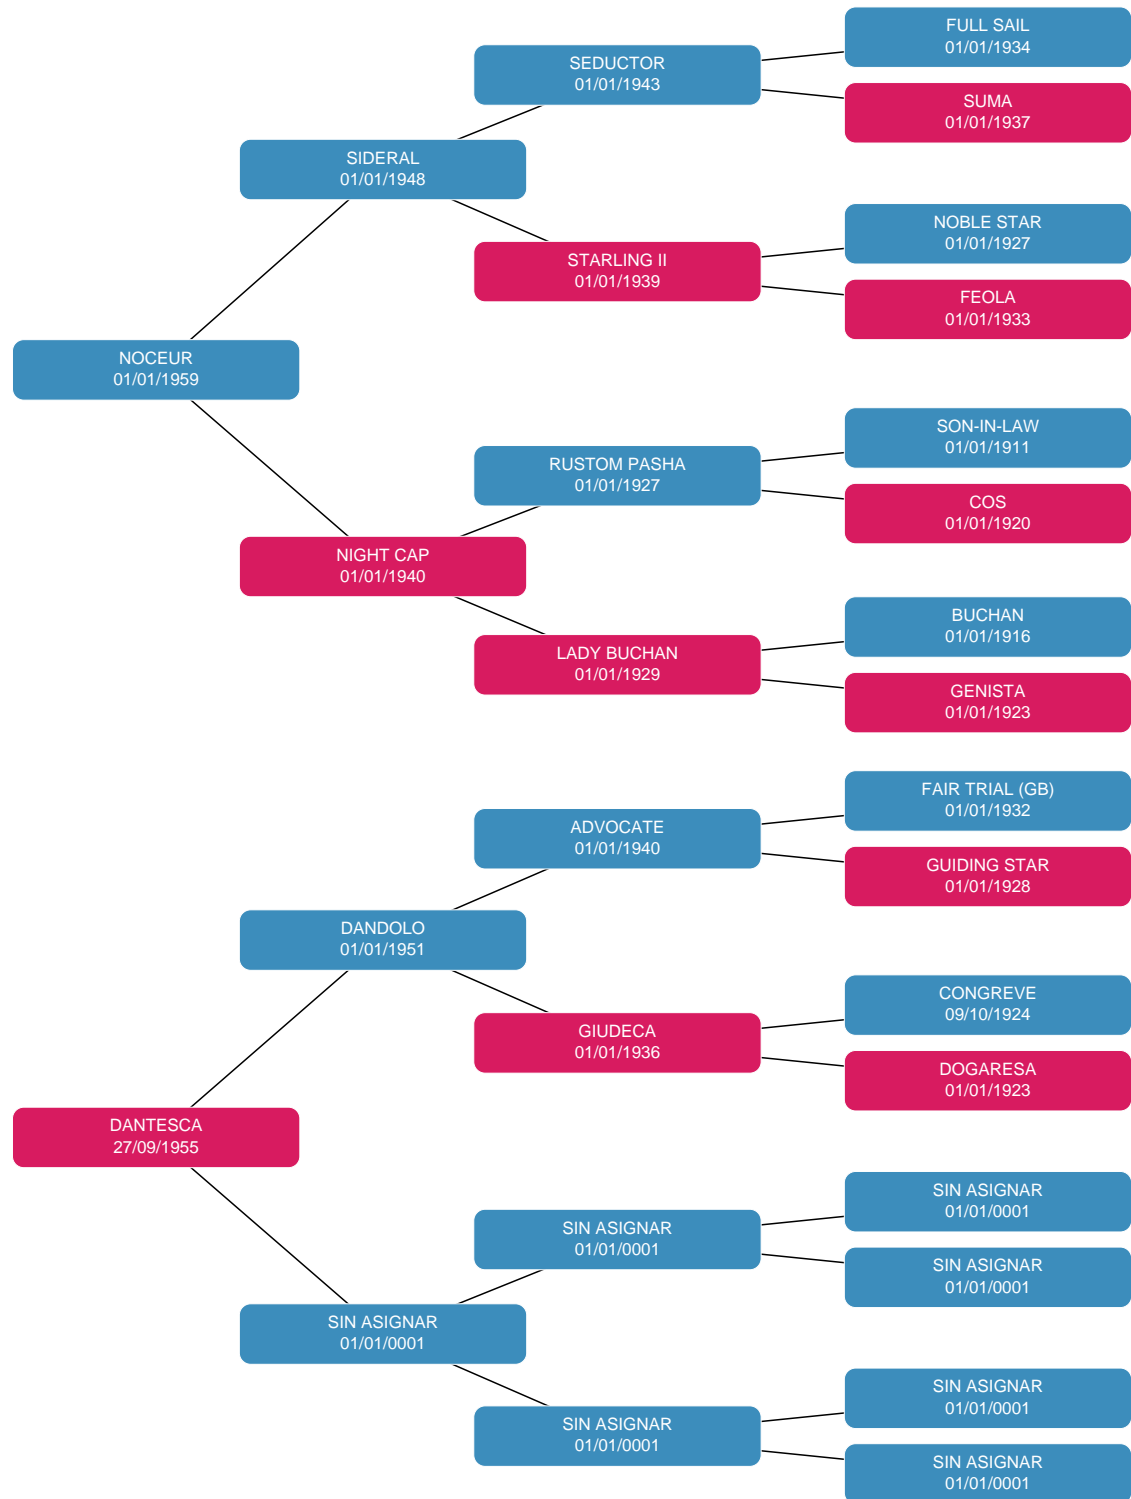 FULL SAIL
01/01/1934
SEDUCTOR
01/01/1943
SUMA
01/01/1937
SIDERAL
01/01/1948
NOBLE STAR
01/01/1927
STARLING II
01/01/1939
FEOLA
01/01/1933
NOCEUR
01/01/1959
SON-IN-LAW
01/01/1911
RUSTOM PASHA
01/01/1927
COS
01/01/1920
NIGHT CAP
01/01/1940
BUCHAN
01/01/1916
LADY BUCHAN
01/01/1929
GENISTA
01/01/1923
FAIR TRIAL (GB)
01/01/1932
ADVOCATE
01/01/1940
GUIDING STAR
01/01/1928
DANDOLO
01/01/1951
CONGREVE
09/10/1924
GIUDECA
01/01/1936
DOGARESA
01/01/1923
DANTESCA
27/09/1955
SIN ASIGNAR
01/01/0001
SIN ASIGNAR
01/01/0001
SIN ASIGNAR
01/01/0001
SIN ASIGNAR
01/01/0001
SIN ASIGNAR
01/01/0001
SIN ASIGNAR
01/01/0001
SIN ASIGNAR
01/01/0001